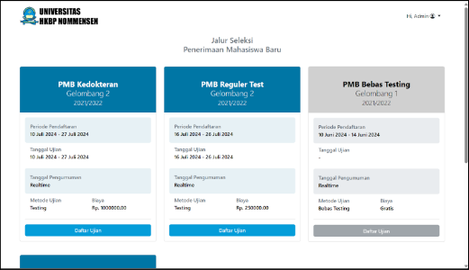 UNIVERSITAS
HKBP NOMMENSEN
Hi, Admin
Jalur Seleksi
Penerimaan Mahasiswa Baru
PMB Kedokteran
Gelombang 2
2021/2022
Periode Pendaftaran
10 Juli 2024 - 27 Juli 2024
Tanggal Ujian
10 Juli 2024 - 27 Juli 2024
Tanggal Pengumuman
Realtime
Metode Ujian
Biaya
Testing
Rp. 1000000.00
Daftar Ujian
PMB Reguler Test
Gelombang 2
2021/2022
Periode Pendaftaran
16 Juli 2024 - 26 Juli 2024
Tanggal Ujian
16 Juli 2024 - 26 Juli 2024
Tanggal Pengumuman
Realtime
Metode Ujian
Biaya
Testing
Rp. 250000.00
Daftar Ujian
PMB Bebas Testing
Gelombang 1
2021/2022
Periode Pendaftaran
10 Juni 2024 - 14 Juni 2024
Tanggal Ujian
-
Tanggal Pengumuman
Realtime
Metode Ujian
Biaya
Bebas Testing
Gratis
Daftar Ujian